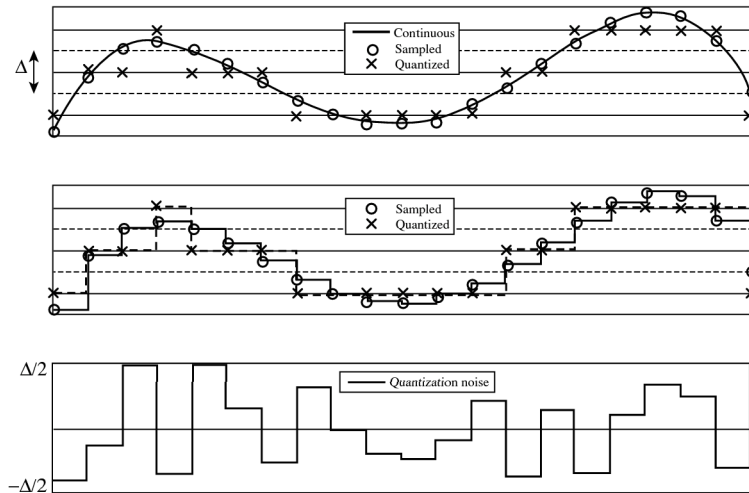 Continuous
Sampled
Quantized
Δ
Sampled
Quantized
Δ/2
Quantization noise
−Δ/2